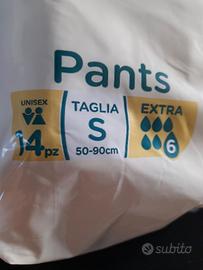 Pants
UNISEX
14pz
TAGLIA
S
50-90cm
EXTRA
6
subito